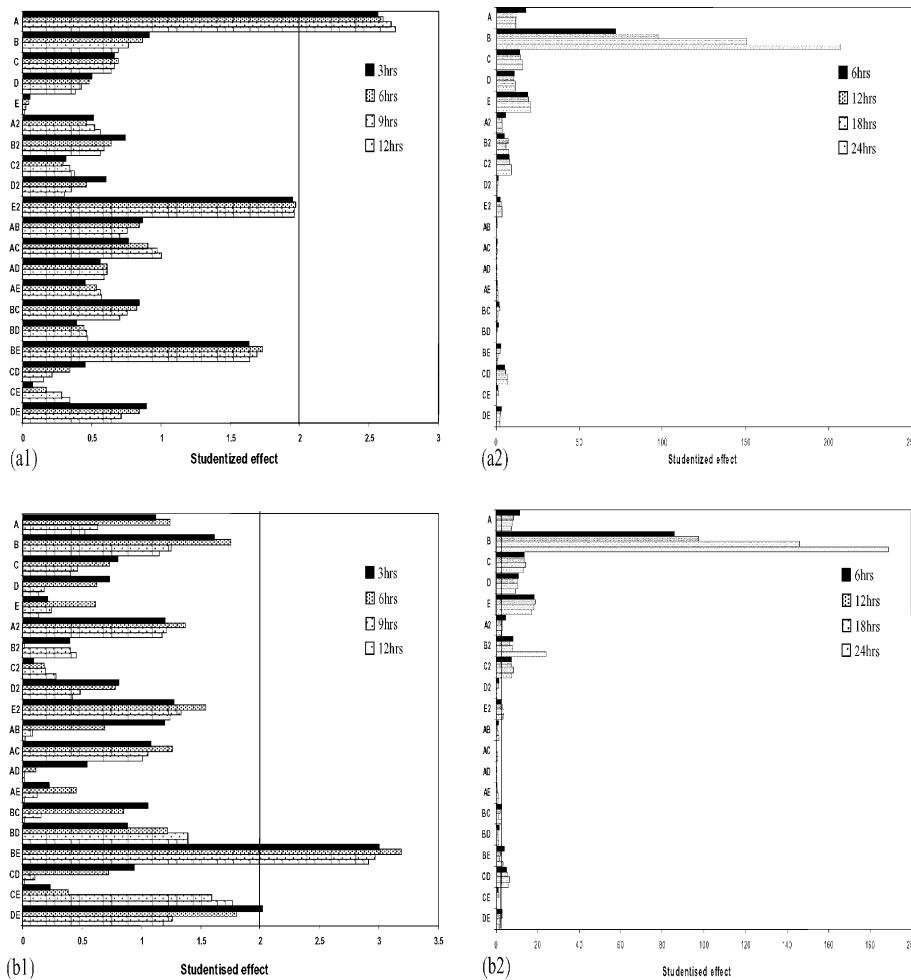 A
B
C
D
E
A2
B2
C2
D2
E2
AB
AC
AD
AE
BC
BD
BE
CD
CE
DE
3hrs
6hrs
9hrs
12hrs
0 0.5 1 1.5 2 2.5 3
Studentized effect
(a1)
A
B
C
D
E
A2
B2
C2
D2
E2
AB
AC
AD
AE
BC
BD
BE
CD
CE
DE
6hrs
12hrs
18hrs
24hrs
0 50 100 150 200 250
Studentized effect
(a2)
A
B
C
D
E
A2
B2
C2
D2
E2
AB
AC
AD
AE
BC
BD
BE
CD
CE
DE
3hrs
6hrs
9hrs
12hrs
0 0.5 1 1.5 2 2.5 3 3.5
Studentised effect
(b1)
A
B
C
D
E
A2
B2
C2
D2
E2
AB
AC
AD
AE
BC
BD
BE
CD
CE
DE
6hrs
12hrs
18hrs
24hrs
0 20 40 60 80 100 120 140 160 180
Studentised effect
(b2)